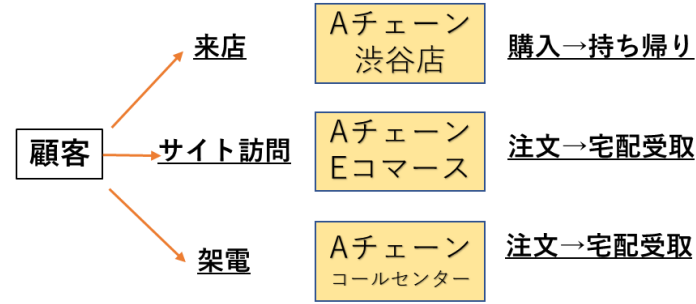 来店
Aチェーン
渋谷店
購入→持ち帰り
顧客
サイト訪問
Aチェーン
Eコマース
注文→宅配受取
架電
Aチェーン
コールセンター
注文→宅配受取